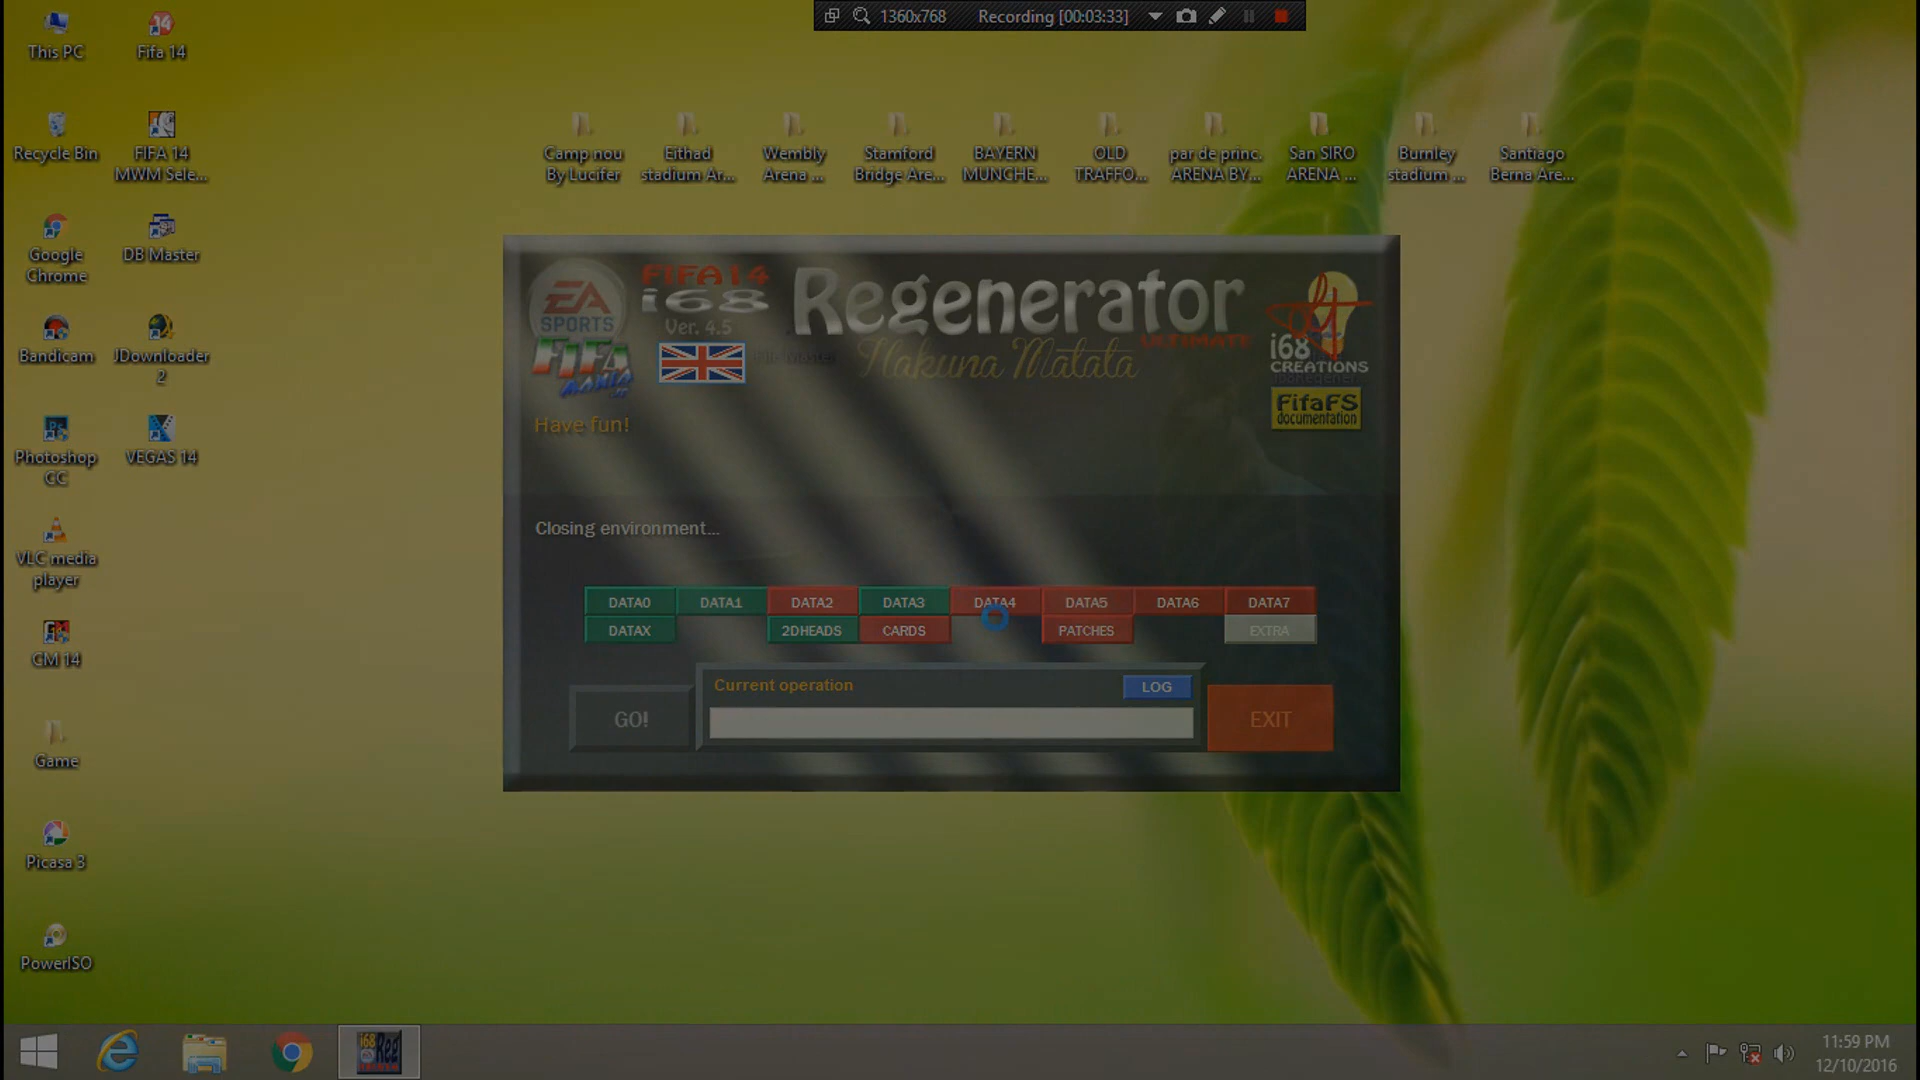 1360x768 Recording [00:03:33]
This PC
Fifa 14
Recycle Bin
FIFA 14
MWM Sele...
Google
Chrome
DB Master
Bandicam
JDownloader
2
Photoshop
CC
VEGAS 14
VLC media
player
CM 14
Game
Picasa 3
PowerISO
Camp nou
By Lucifer
Eithad
stadium Ar...
Wembly
Arena ...
Stamford
Bridge Are...
BAYERN
MUNCHE...
OLD
TRAFFO...
par de princ.
ARENA BY...
San SIRO
ARENA ...
Burnley
stadium ...
Santiago
Berna Are...
EA
SPORTS
FIFA
MANIA
FIFA14
i68
Ver. 4.5
Regenerator
ULTIMATE
Hakuna Matata
i68
CREATIONS
FifaFS
documentation
Have fun!
Closing environment...
DATA0 DATA1 DATA2 DATA3 DATA4 DATA5 DATA6 DATA7
DATAX 2DHEADS CARDS PATCHES EXTRA
Current operation
LOG
GO!
EXIT
i68
Reg
11:59 PM
12/10/2016